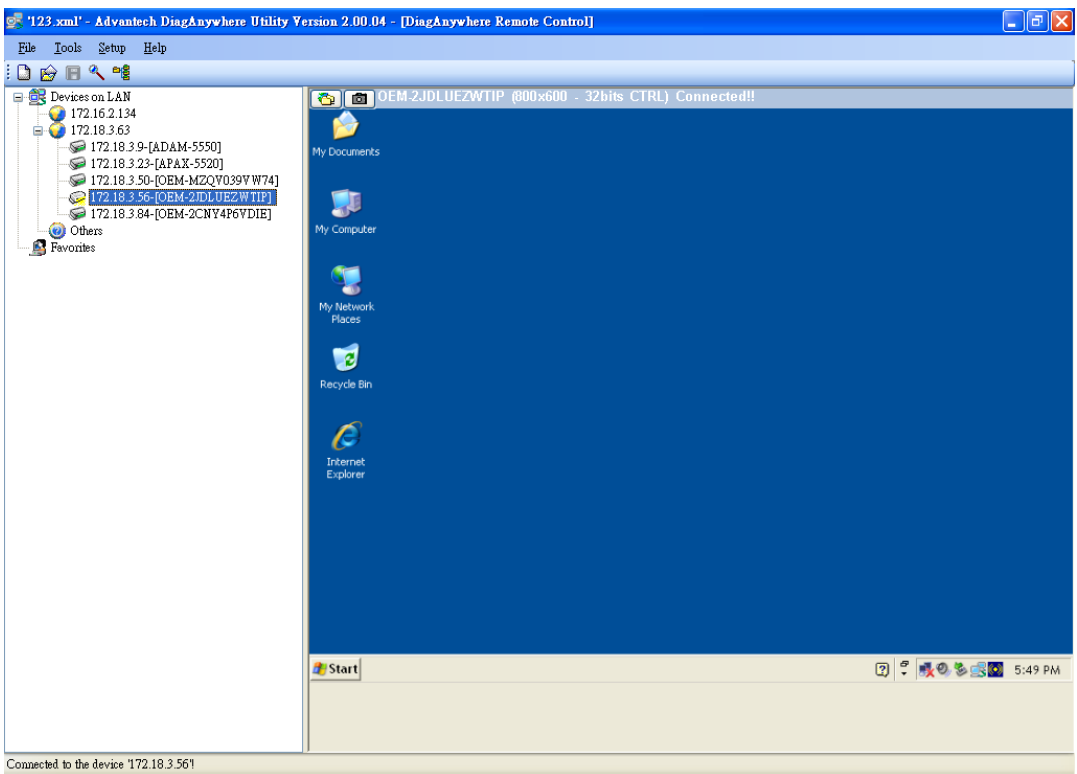 '123.xml' - Advantech DiagAnywhere Utility Version 2.00.04 - [DiagAnywhere Remote Control]
File Tools Setup Help
Devices on LAN
172.16.2.134
172.18.3.63
172.18.3.9-[ADAM-5550]
172.18.3.23-[APAX-5520]
172.18.3.50-[OEM-MZQV039VW74]
172.18.3.56-[OEM-2JDLUEZWTIP]
172.18.3.84-[OEM-2CNY4P6VDIE]
Others
Favorites
OEM-2JDLUEZWTIP (800x600 - 32bits CTRL) Connected!!
My Documents
My Computer
My Network
Places
Recycle Bin
Internet
Explorer
Start
5:49 PM
Connected to the device '172.18.3.56'!